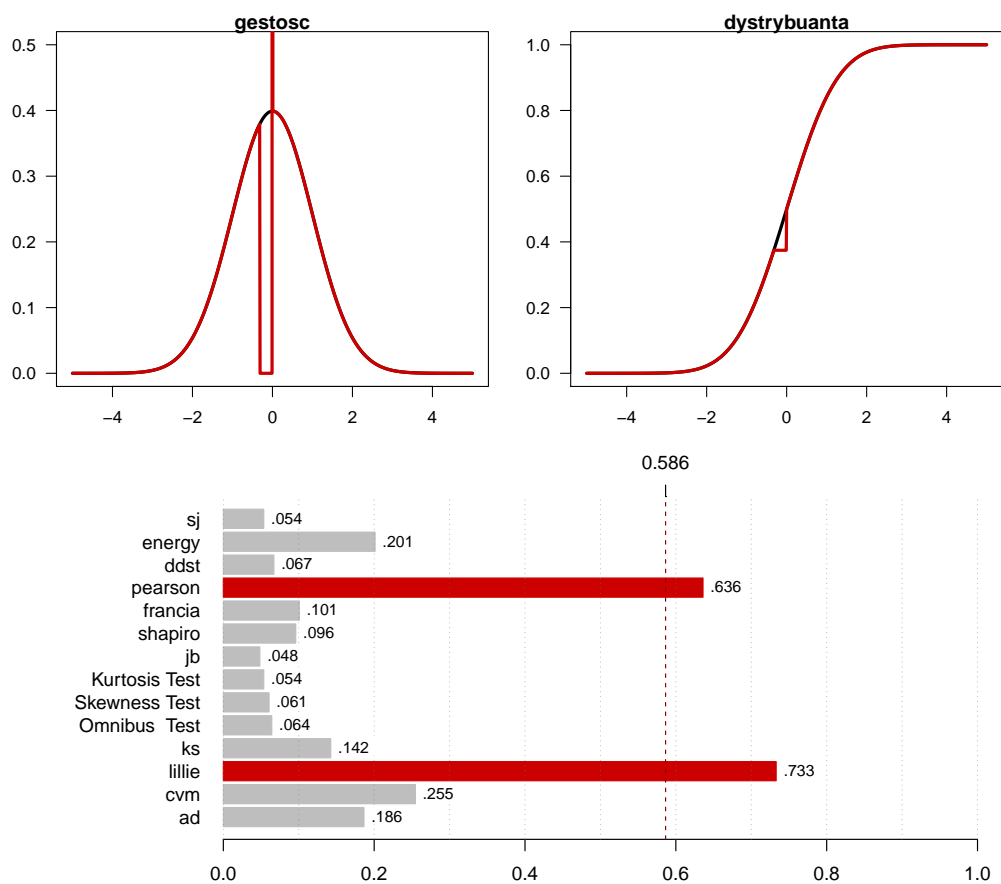 gestosc
0.5
0.4
0.3
0.2
0.1
0.0
−4 −2 0 2 4
dystrybuanta
1.0
0.8
0.6
0.4
0.2
0.0
−4 −2 0 2 4
0.586
sj .054
energy .201
ddst .067
pearson .636
francia .101
shapiro .096
jb .048
Kurtosis Test .054
Skewness Test .061
Omnibus  Test .064
ks .142
lillie .733
cvm .255
ad .186
0.0 0.2 0.4 0.6 0.8 1.0